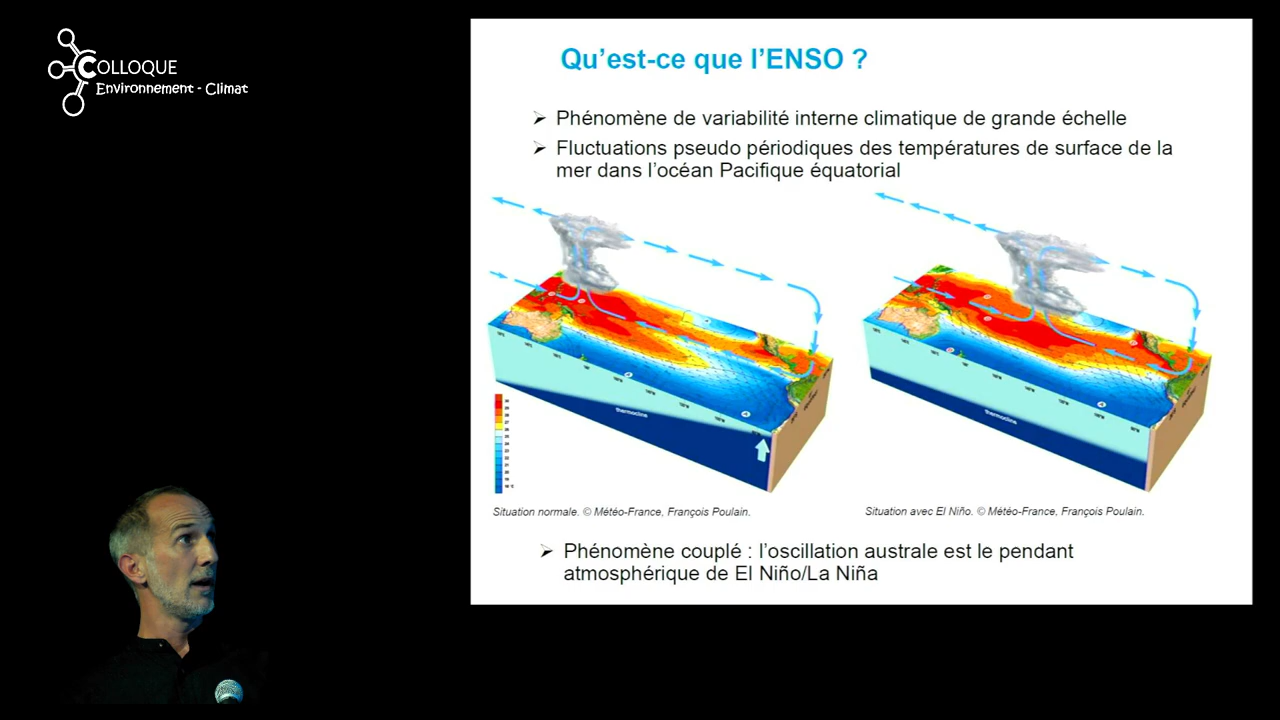 COLLOQUE
Environnement - Climat
Qu'est-ce que l'ENSO ?
➢ Phénomène de variabilité interne climatique de grande échelle
➢ Fluctuations pseudo périodiques des températures de surface de la
mer dans l'océan Pacifique équatorial
thermocline
thermocline
Situation normale. © Météo-France, François Poulain.
Situation avec El Niño. © Météo-France, François Poulain.
➢ Phénomène couplé : l'oscillation australe est le pendant
atmosphérique de El Niño/La Niña